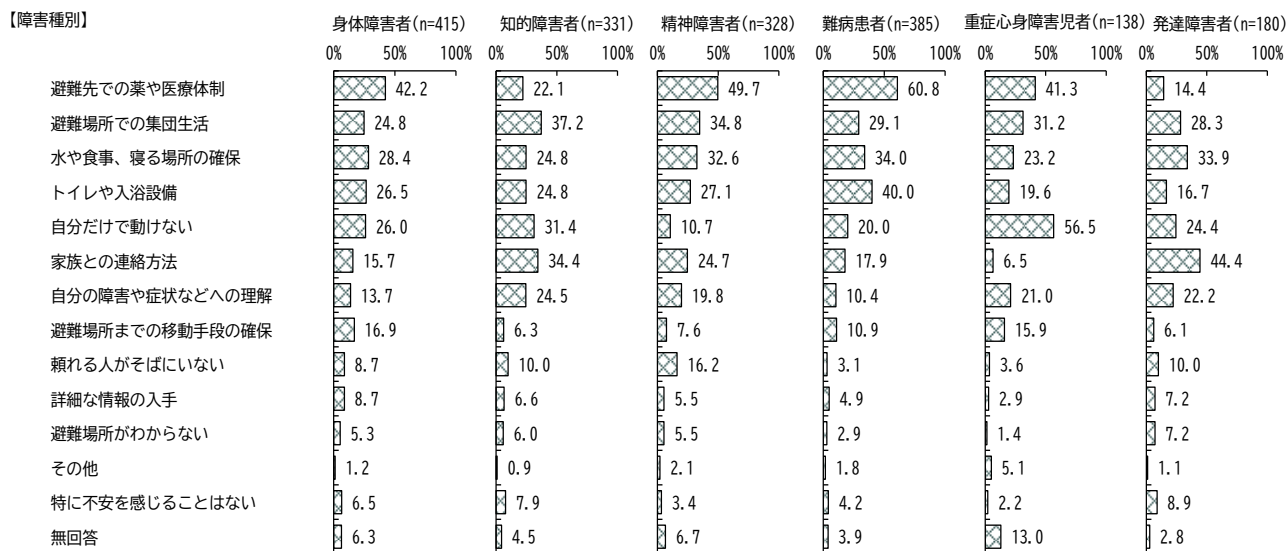 【障害種別】
身体障害者(n=415) 知的障害者(n=331) 精神障害者(n=328) 難病患者(n=385) 重症心身障害児者(n=138) 発達障害者(n=180)
0% 50% 100% 0% 50% 100% 0% 50% 100% 0% 50% 100% 0% 50% 100% 0% 50% 100%
避難先での薬や医療体制 42.2 22.1 49.7 60.8 41.3 14.4
避難場所での集団生活 24.8 37.2 34.8 29.1 31.2 28.3
水や食事、寝る場所の確保 28.4 24.8 32.6 34.0 23.2 33.9
トイレや入浴設備 26.5 24.8 27.1 40.0 19.6 16.7
自分だけで動けない 26.0 31.4 10.7 20.0 56.5 24.4
家族との連絡方法 15.7 34.4 24.7 17.9 6.5 44.4
自分の障害や症状などへの理解 13.7 24.5 19.8 10.4 21.0 22.2
避難場所までの移動手段の確保 16.9 6.3 7.6 10.9 15.9 6.1
頼れる人がそばにいない 8.7 10.0 16.2 3.1 3.6 10.0
詳細な情報の入手 8.7 6.6 5.5 4.9 2.9 7.2
避難場所がわからない 5.3 6.0 5.5 2.9 1.4 7.2
その他 1.2 0.9 2.1 1.8 5.1 1.1
特に不安を感じることはない 6.5 7.9 3.4 4.2 2.2 8.9
無回答 6.3 4.5 6.7 3.9 13.0 2.8